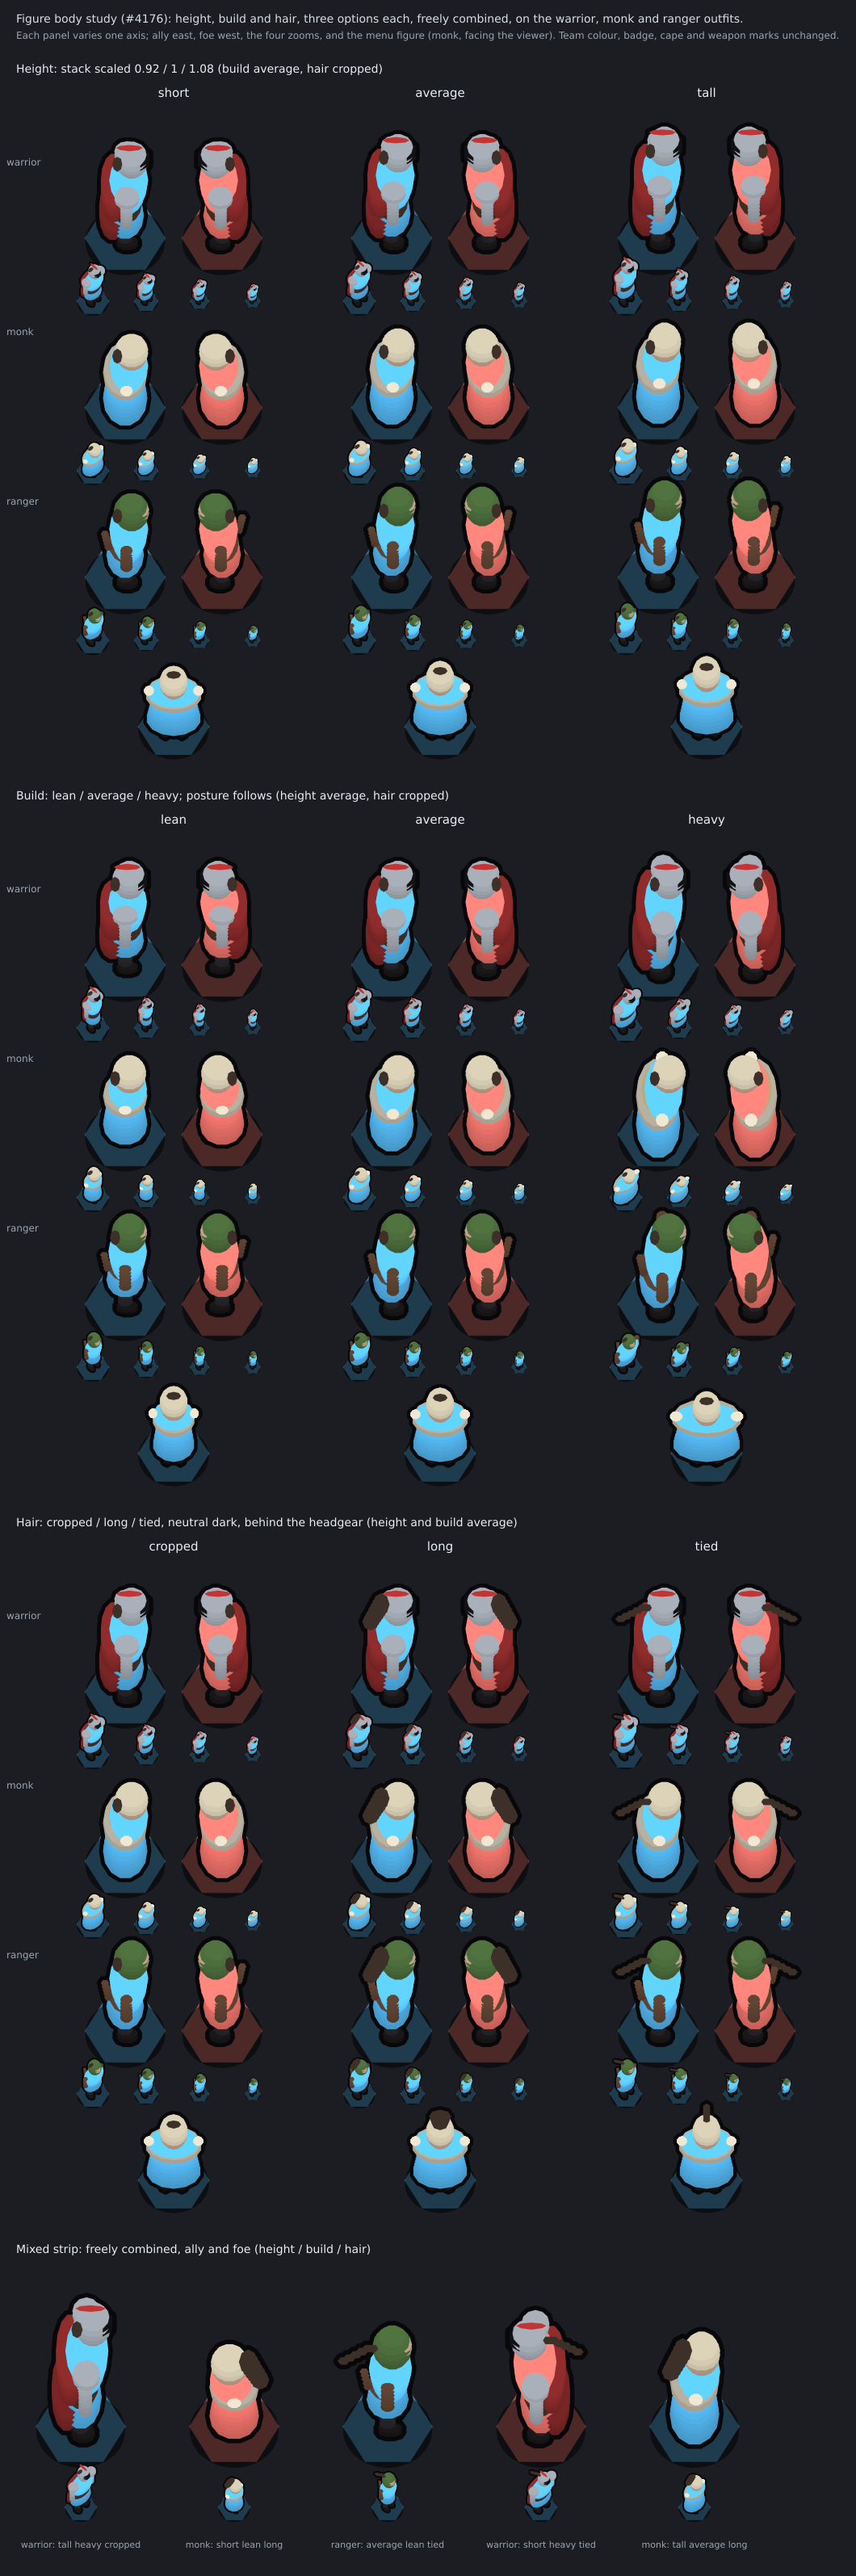 Figure body study (#4176): height, build and hair, three options each, freely combined, on the warrior, monk and ranger outfits.
Each panel varies one axis; ally east, foe west, the four zooms, and the menu figure (monk, facing the viewer). Team colour, badge, cape and weapon marks unchanged.
Height: stack scaled 0.92 / 1 / 1.08 (build average, hair cropped)
short average tall
warrior
monk
ranger
Build: lean / average / heavy; posture follows (height average, hair cropped)
lean average heavy
warrior
monk
ranger
Hair: cropped / long / tied, neutral dark, behind the headgear (height and build average)
cropped long tied
warrior
monk
ranger
Mixed strip: freely combined, ally and foe (height / build / hair)
warrior: tall heavy cropped monk: short lean long ranger: average lean tied warrior: short heavy tied monk: tall average long